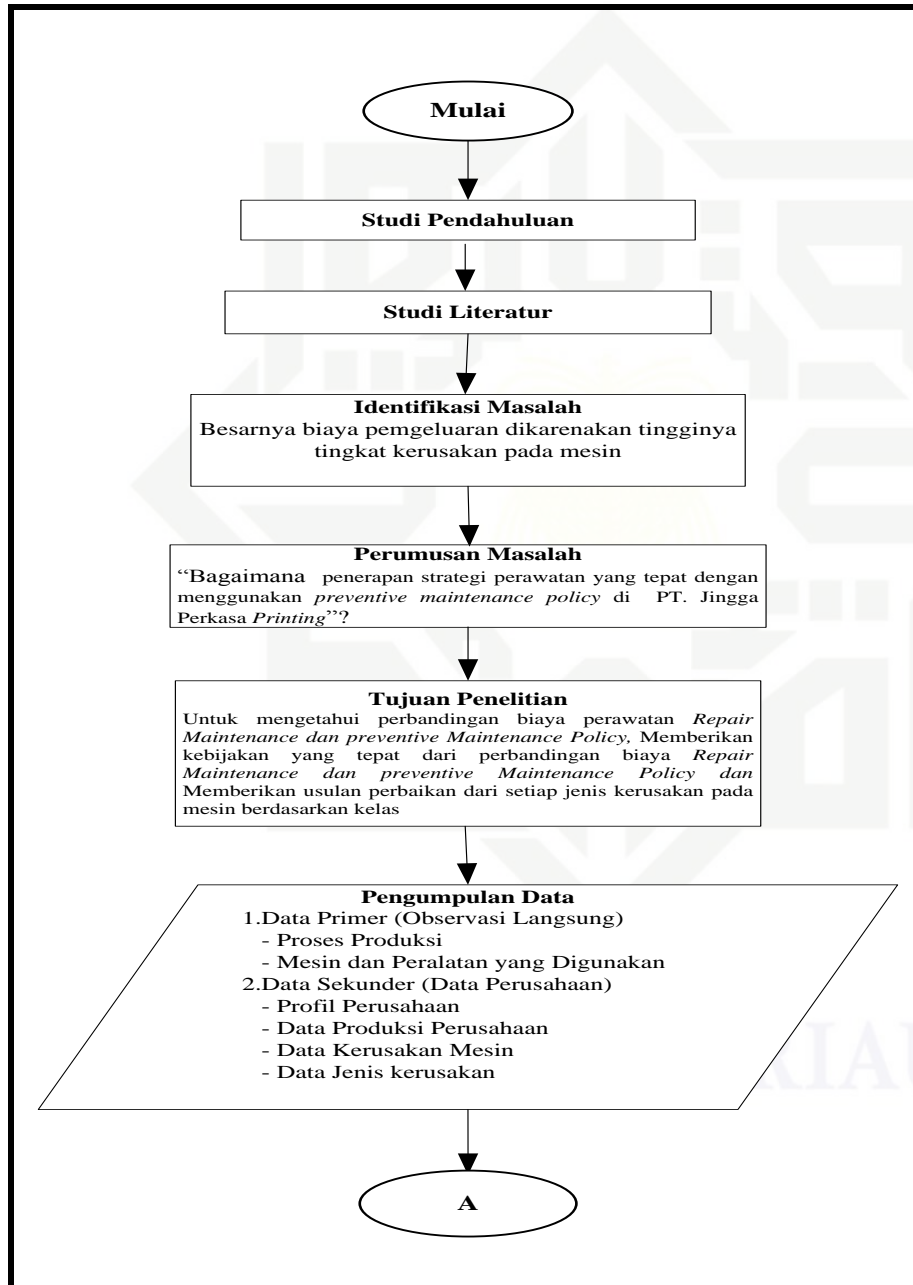 Mulai
Studi Pendahuluan
Studi Literatur
Identifikasi Masalah
Besarnya biaya pemgeluaran dikarenakan tingginya
tingkat kerusakan pada mesin
Perumusan Masalah
“Bagaimana penerapan strategi perawatan yang tepat dengan
menggunakan preventive maintenance policy di PT. Jingga
Perkasa Printing”?
Tujuan Penelitian
Untuk mengetahui perbandingan biaya perawatan Repair
Maintenance dan preventive Maintenance Policy, Memberikan
kebijakan yang tepat dari perbandingan biaya Repair
Maintenance dan preventive Maintenance Policy dan
Memberikan usulan perbaikan dari setiap jenis kerusakan pada
mesin berdasarkan kelas
Pengumpulan Data
1.Data Primer (Observasi Langsung)
- Proses Produksi
- Mesin dan Peralatan yang Digunakan
2.Data Sekunder (Data Perusahaan)
- Profil Perusahaan
- Data Produksi Perusahaan
- Data Kerusakan Mesin
- Data Jenis kerusakan
A